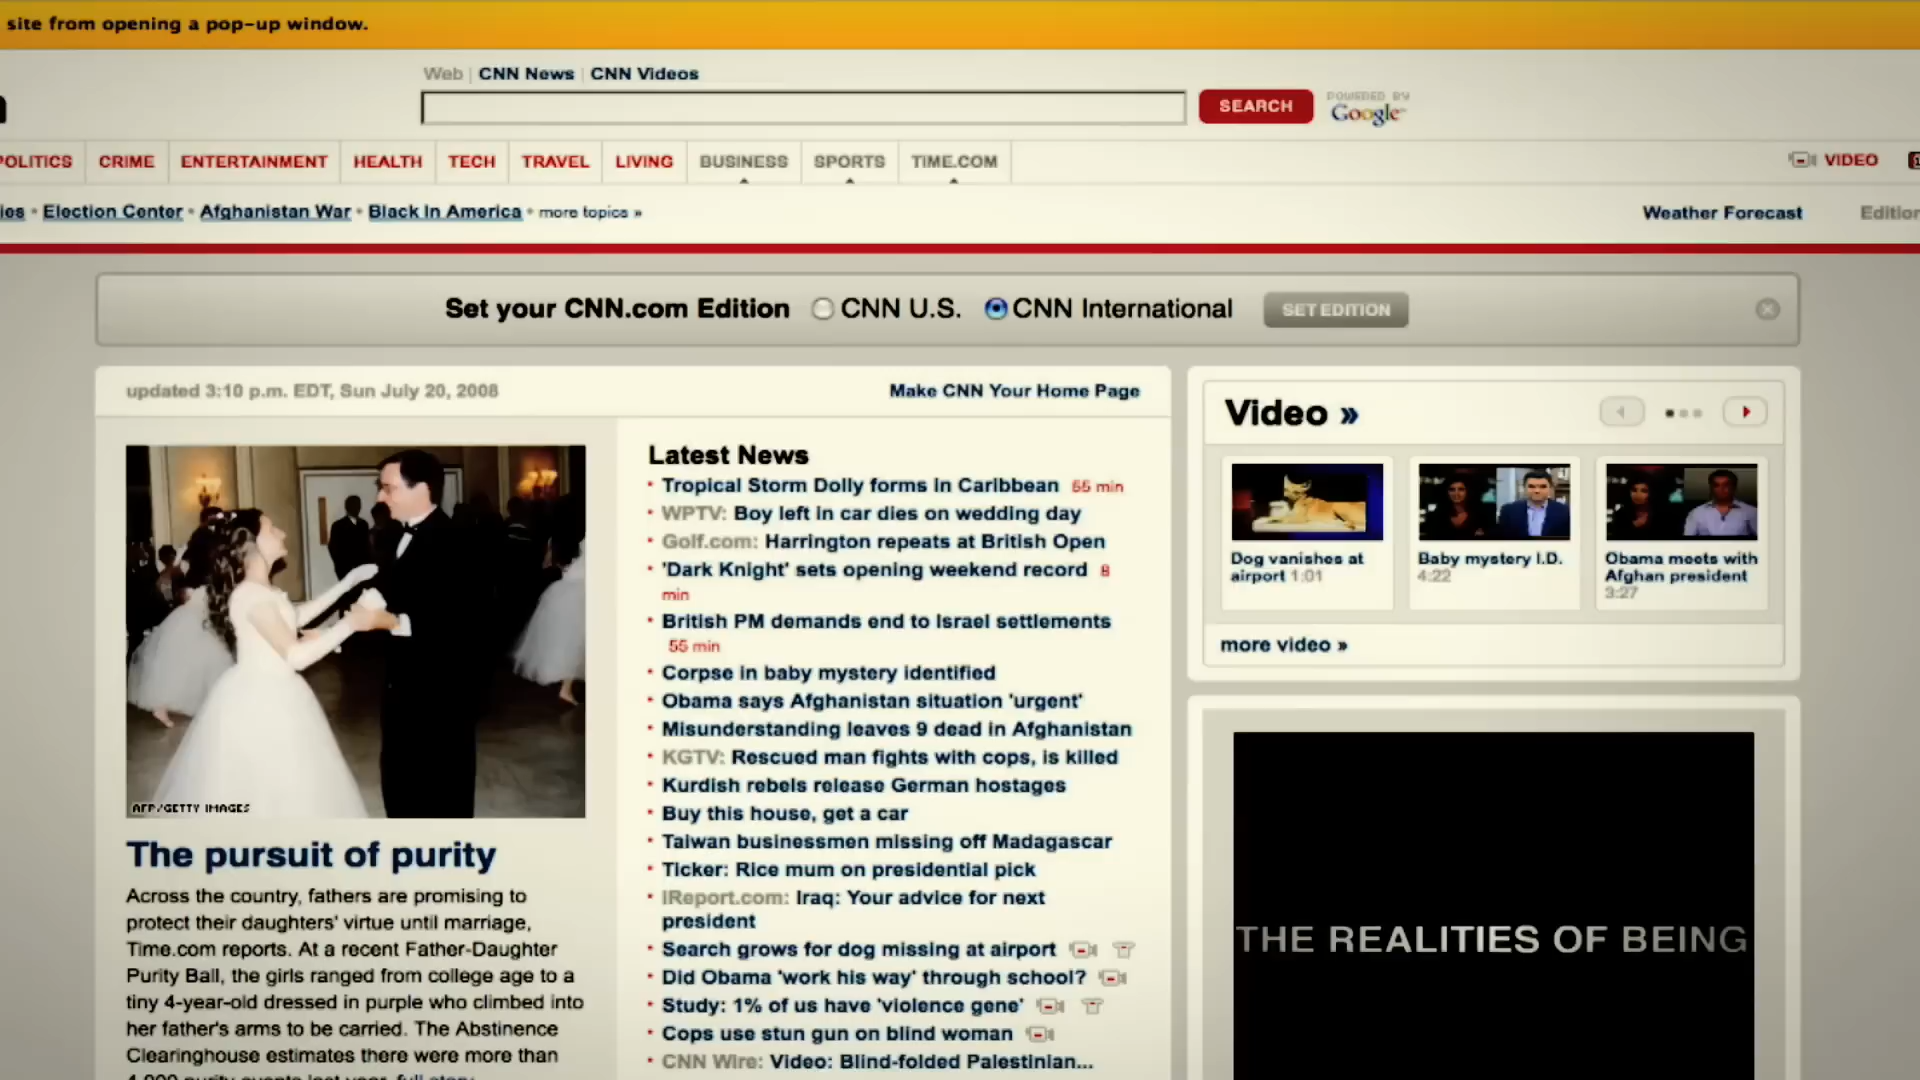 site from opening a pop-up window.
Web | CNN News | CNN Videos
SEARCH
POWERED BY
Google™
POLITICS
CRIME
ENTERTAINMENT
HEALTH
TECH
TRAVEL
LIVING
BUSINESS
SPORTS
TIME.COM
VIDEO
Election Center • Afghanistan War • Black In America • more topics »
Weather Forecast
Set your CNN.com Edition
CNN U.S.
CNN International
SET EDITION
updated 3:10 p.m. EDT, Sun July 20, 2008
Make CNN Your Home Page
AFP/GETTY IMAGES
The pursuit of purity
Across the country, fathers are promising to
protect their daughters' virtue until marriage,
Time.com reports. At a recent Father-Daughter
Purity Ball, the girls ranged from college age to a
tiny 4-year-old dressed in purple who climbed into
her father's arms to be carried. The Abstinence
Clearinghouse estimates there were more than
Latest News
• Tropical Storm Dolly forms in Caribbean 55 min
• WPTV: Boy left in car dies on wedding day
• Golf.com: Harrington repeats at British Open
• 'Dark Knight' sets opening weekend record 8
min
• British PM demands end to Israel settlements
55 min
• Corpse in baby mystery identified
• Obama says Afghanistan situation 'urgent'
• Misunderstanding leaves 9 dead in Afghanistan
• KGTV: Rescued man fights with cops, is killed
• Kurdish rebels release German hostages
• Buy this house, get a car
• Taiwan businessmen missing off Madagascar
• Ticker: Rice mum on presidential pick
• iReport.com: Iraq: Your advice for next
president
• Search grows for dog missing at airport
• Did Obama 'work his way' through school?
• Study: 1% of us have 'violence gene'
• Cops use stun gun on blind woman
• CNN Wire: Video: Blind-folded Palestinian...
Video »
Dog vanishes at
airport 1:01
Baby mystery I.D.
4:22
Obama meets with
Afghan president
3:27
more video »
THE REALITIES OF BEING